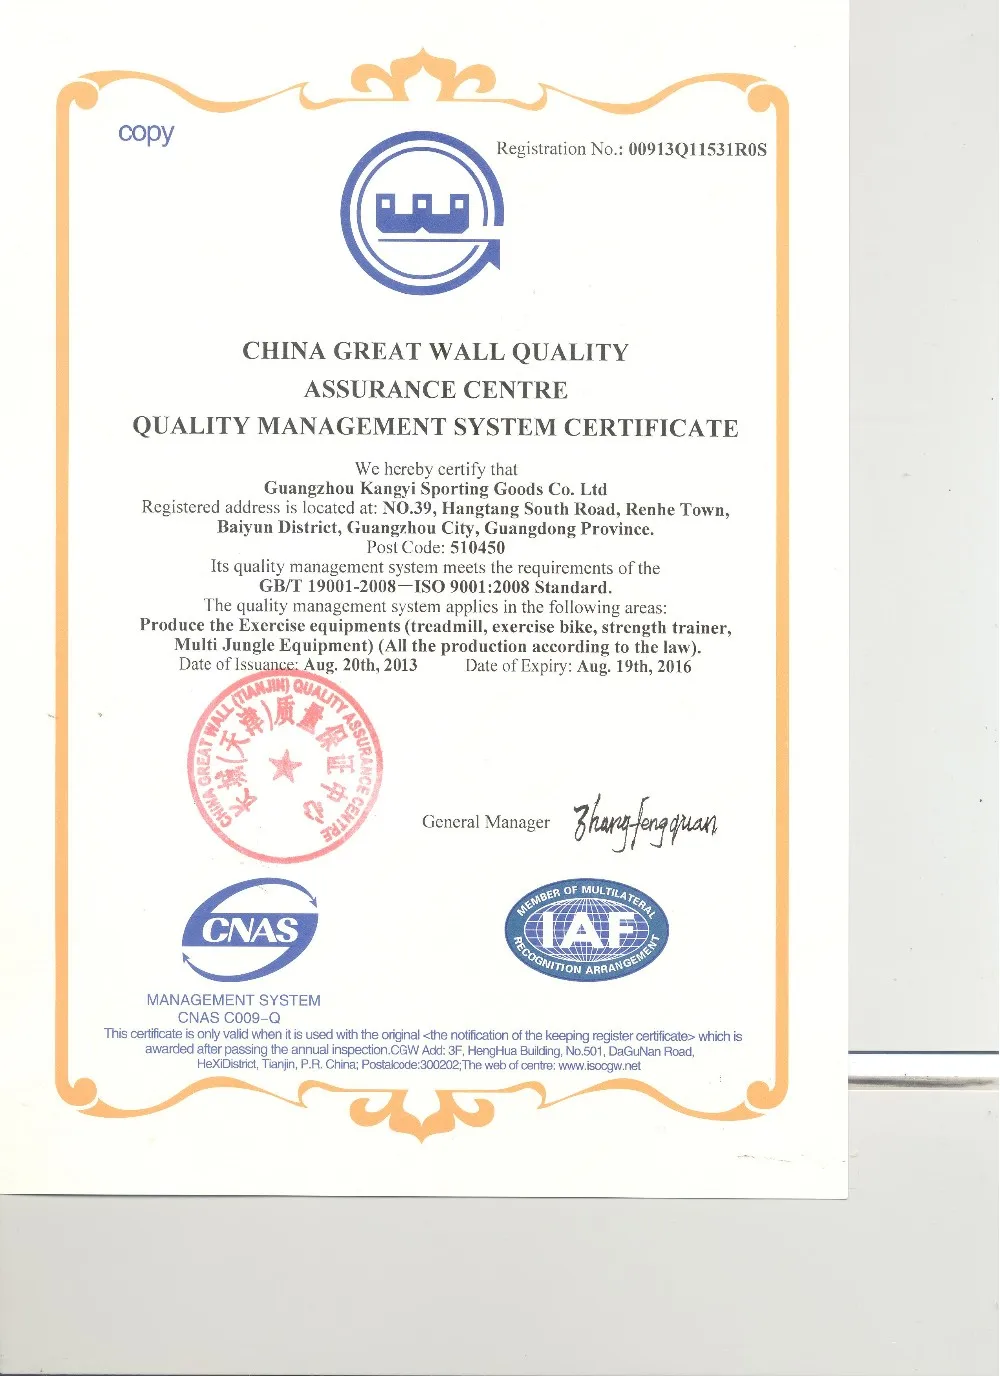 copy
Registration No.: 00913Q11531R0S
CHINA GREAT WALL QUALITY
ASSURANCE CENTRE
QUALITY MANAGEMENT SYSTEM CERTIFICATE
We hereby certify that
Guangzhou Kangyi Sporting Goods Co. Ltd
Registered address is located at: NO.39, Hangtang South Road, Renhe Town,
Baiyun District, Guangzhou City, Guangdong Province.
Post Code: 510450
Its quality management system meets the requirements of the
GB/T 19001-2008—ISO 9001:2008 Standard.
The quality management system applies in the following areas:
Produce the Exercise equipments (treadmill, exercise bike, strength trainer,
Multi Jungle Equipment) (All the production according to the law).
Date of Issuance: Aug. 20th, 2013 Date of Expiry: Aug. 19th, 2016
CHINA GREAT WALL (TIANJIN) QUALITY ASSURANCE CENTRE
长城(天津)质量保证中心
General Manager Zhangfengquan
CNAS
MEMBER OF MULTILATERAL
IAF
RECOGNITION ARRANGEMENT
MANAGEMENT SYSTEM
CNAS C009-Q
This certificate is only valid when it is used with the original <the notification of the keeping register certificate> which is
awarded after passing the annual inspection.CGW Add: 3F, HengHua Building, No.501, DaGuNan Road,
HeXiDistrict, Tianjin, P.R. China; Postalcode:300202;The web of centre: www.isocgw.net